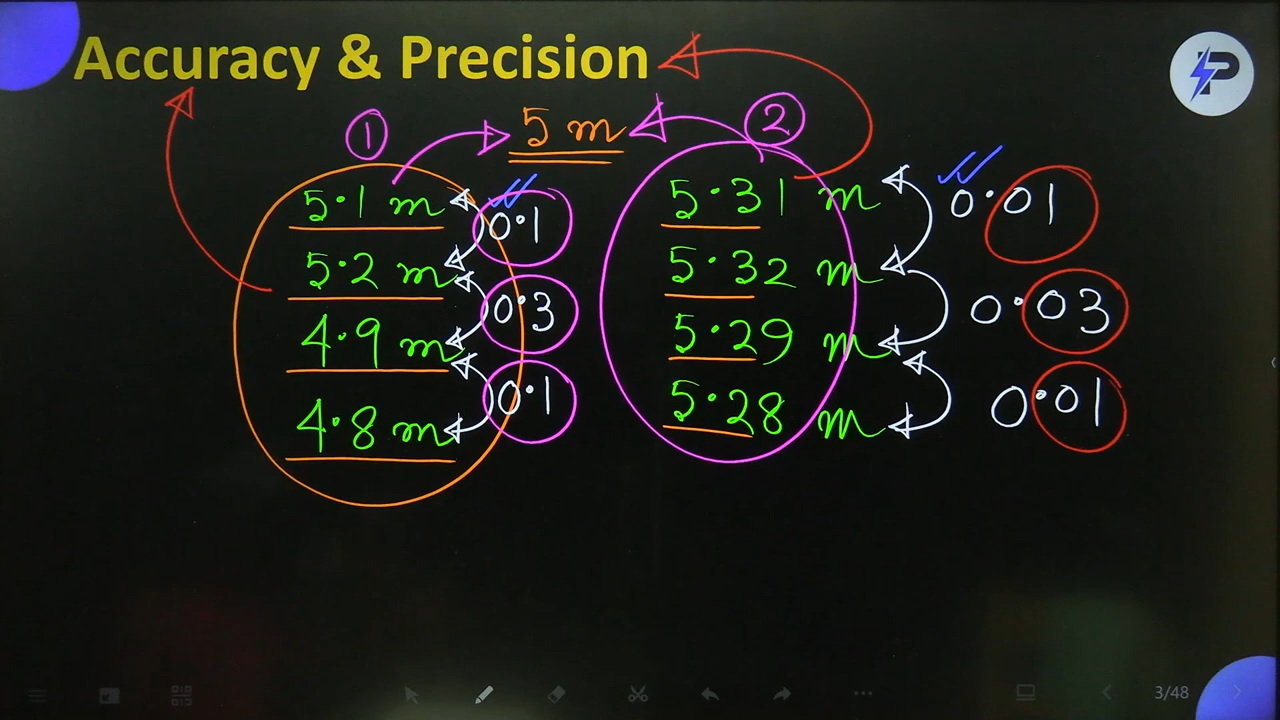 Accuracy & Precision
P
1
5 m
2
5.1 m
0.1
5.31 m
0.01
5.2 m
0.3
5.32 m
0.03
4.9 m
0.1
5.29 m
0.01
4.8 m
5.28 m
3/48